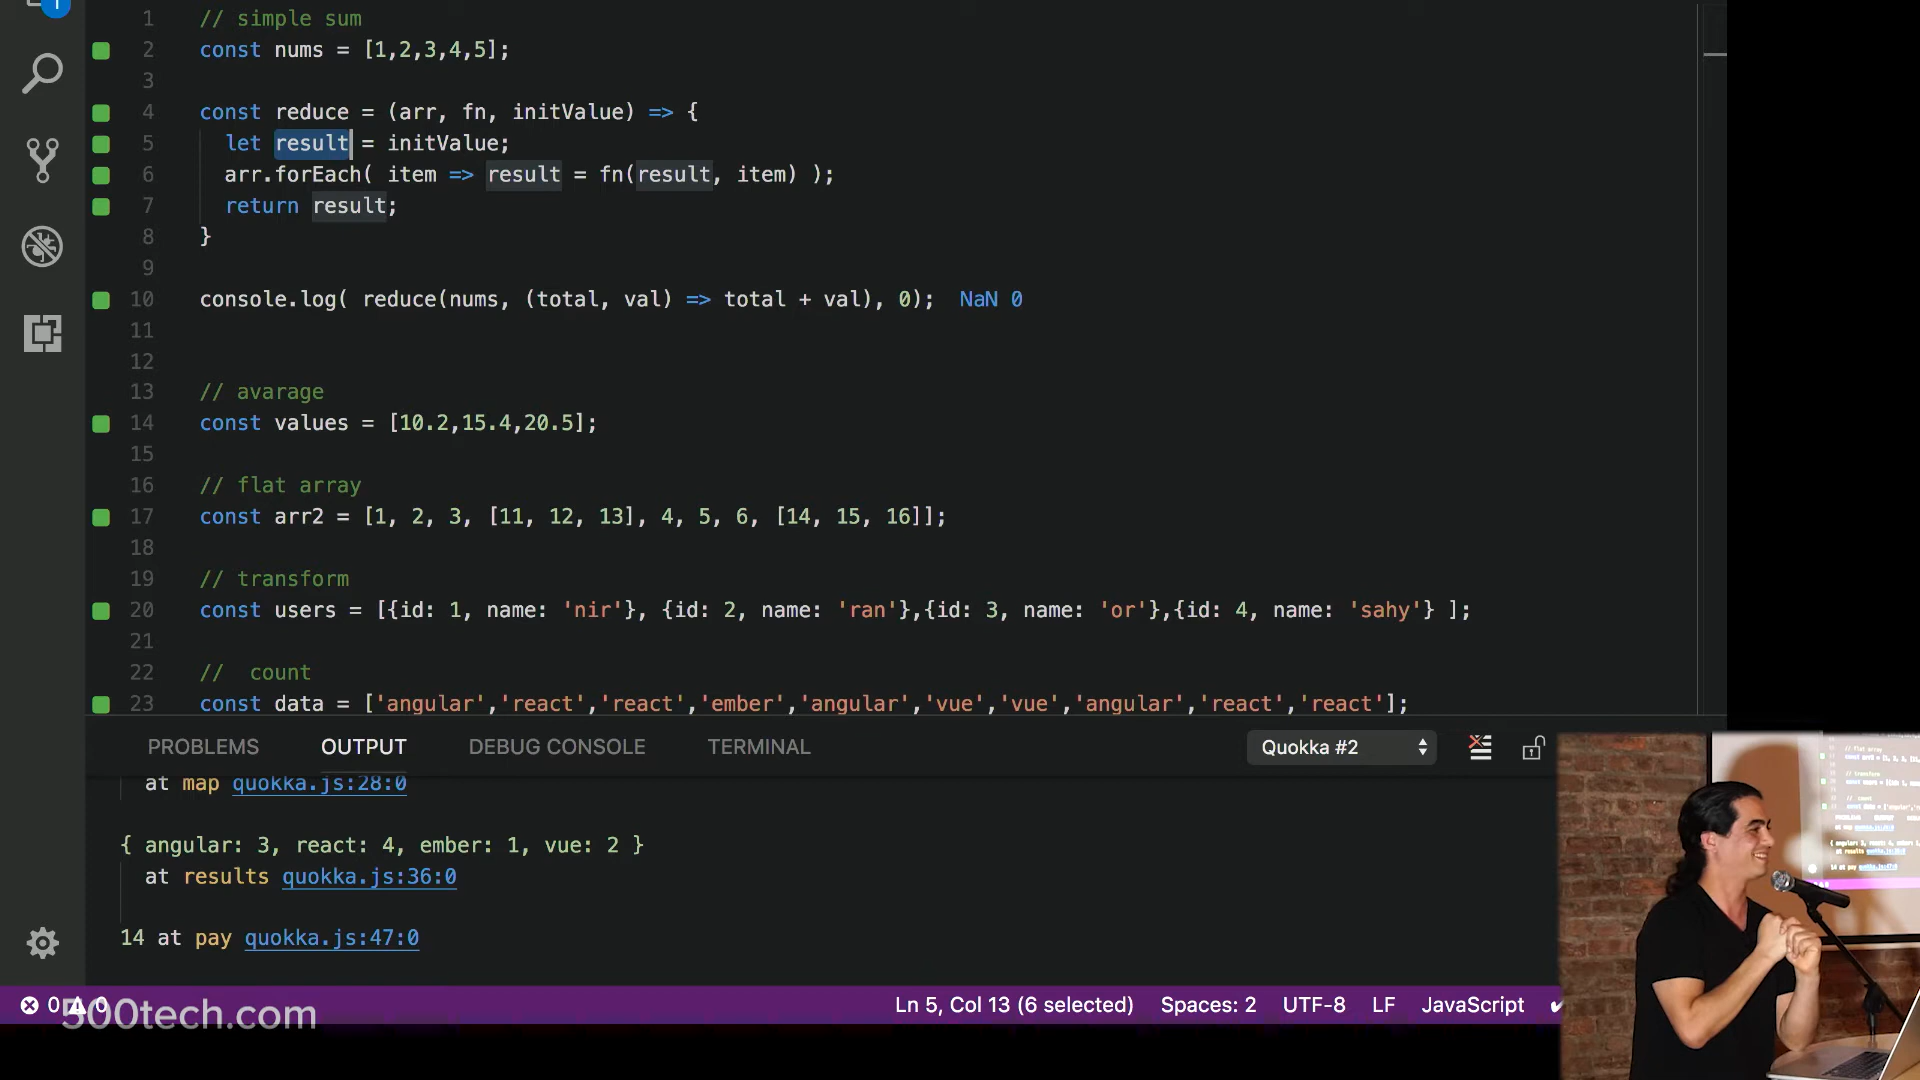 1 // simple sum
2 const nums = [1,2,3,4,5];
3
4 const reduce = (arr, fn, initValue) => {
5 let result = initValue;
6 arr.forEach( item => result = fn(result, item) );
7 return result;
8 }
9
10 console.log( reduce(nums, (total, val) => total + val), 0); NaN 0
11
12
13 // avarage
14 const values = [10.2,15.4,20.5];
15
16 // flat array
17 const arr2 = [1, 2, 3, [11, 12, 13], 4, 5, 6, [14, 15, 16]];
18
19 // transform
20 const users = [{id: 1, name: 'nir'}, {id: 2, name: 'ran'},{id: 3, name: 'or'},{id: 4, name: 'sahy'} ];
21
22 // count
23 const data = ['angular','react','react','ember','angular','vue','vue','angular','react','react'];
PROBLEMS OUTPUT DEBUG CONSOLE TERMINAL Quokka #2
at map quokka.js:28:0
{ angular: 3, react: 4, ember: 1, vue: 2 }
at results quokka.js:36:0
14 at pay quokka.js:47:0
0 0 Ln 5, Col 13 (6 selected) Spaces: 2 UTF-8 LF JavaScript
500tech.com